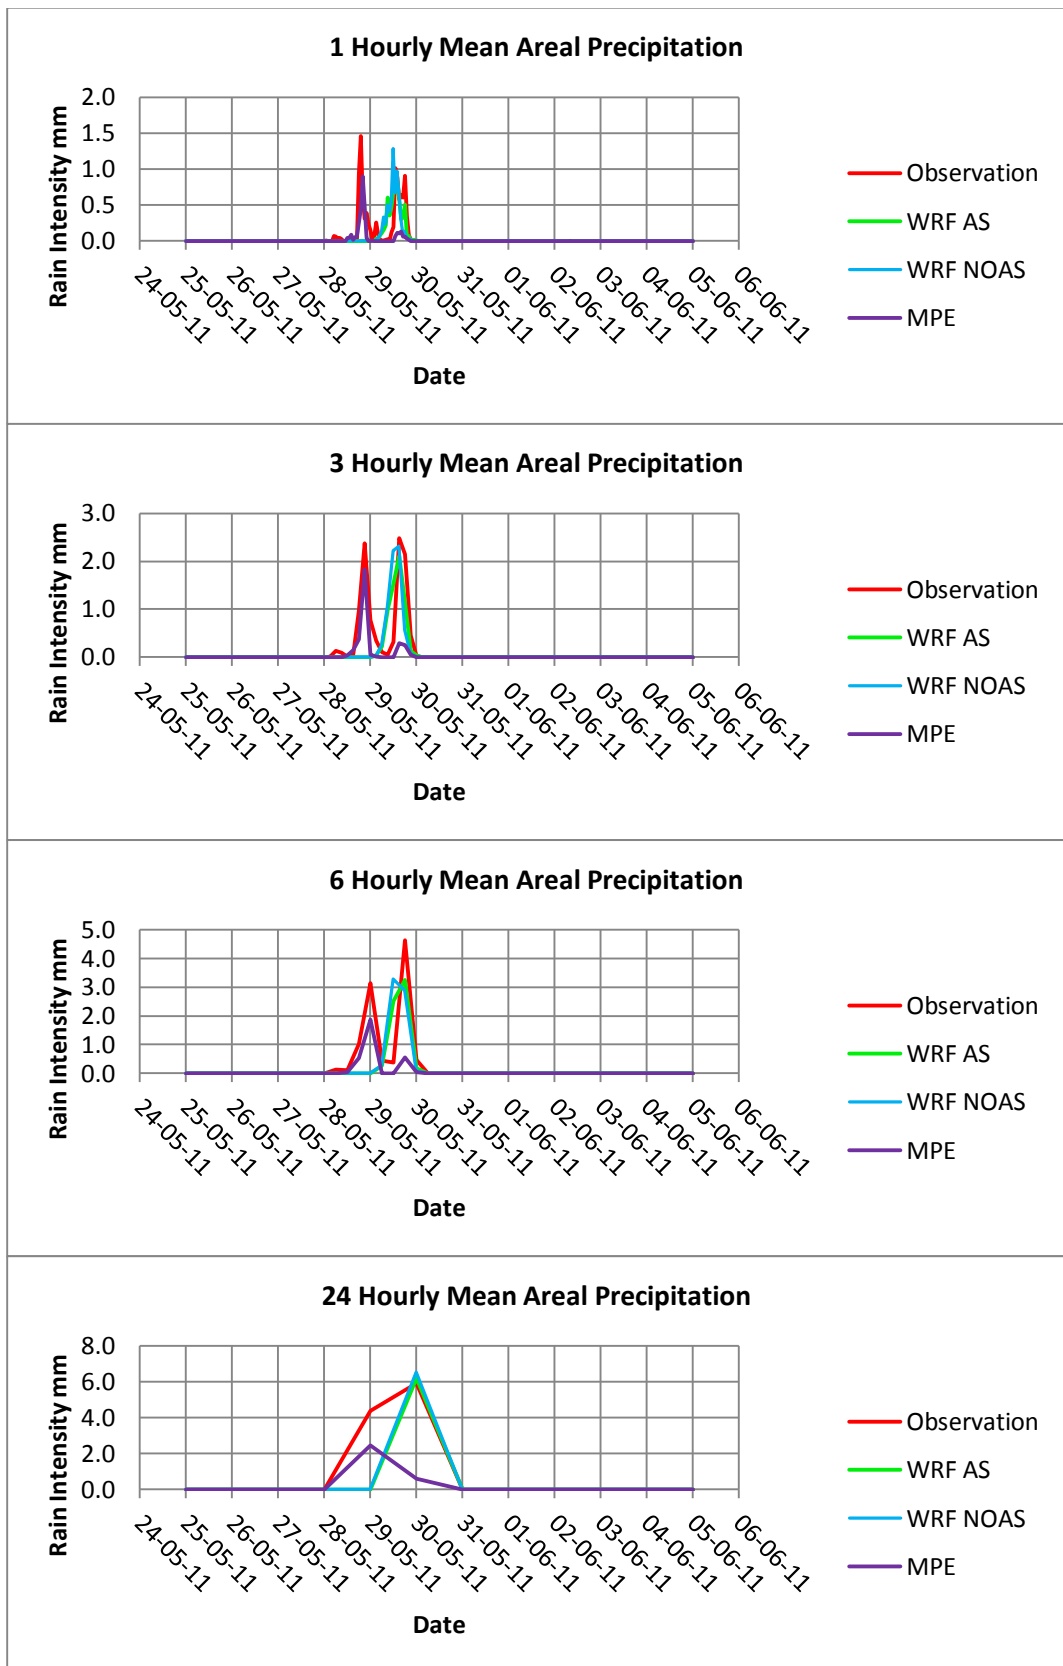 1 Hourly Mean Areal Precipitation
Rain Intensity mm
2.0
1.5
1.0
0.5
0.0
24-05-11
25-05-11
26-05-11
27-05-11
28-05-11
29-05-11
30-05-11
31-05-11
01-06-11
02-06-11
03-06-11
04-06-11
05-06-11
06-06-11
Date
Observation
WRF AS
WRF NOAS
MPE
3 Hourly Mean Areal Precipitation
Rain Intensity mm
3.0
2.0
1.0
0.0
24-05-11
25-05-11
26-05-11
27-05-11
28-05-11
29-05-11
30-05-11
31-05-11
01-06-11
02-06-11
03-06-11
04-06-11
05-06-11
06-06-11
Date
Observation
WRF AS
WRF NOAS
MPE
6 Hourly Mean Areal Precipitation
Rain Intensity mm
5.0
4.0
3.0
2.0
1.0
0.0
24-05-11
25-05-11
26-05-11
27-05-11
28-05-11
29-05-11
30-05-11
31-05-11
01-06-11
02-06-11
03-06-11
04-06-11
05-06-11
06-06-11
Date
Observation
WRF AS
WRF NOAS
MPE
24 Hourly Mean Areal Precipitation
Rain Intensity mm
8.0
6.0
4.0
2.0
0.0
24-05-11
25-05-11
26-05-11
27-05-11
28-05-11
29-05-11
30-05-11
31-05-11
01-06-11
02-06-11
03-06-11
04-06-11
05-06-11
06-06-11
Date
Observation
WRF AS
WRF NOAS
MPE